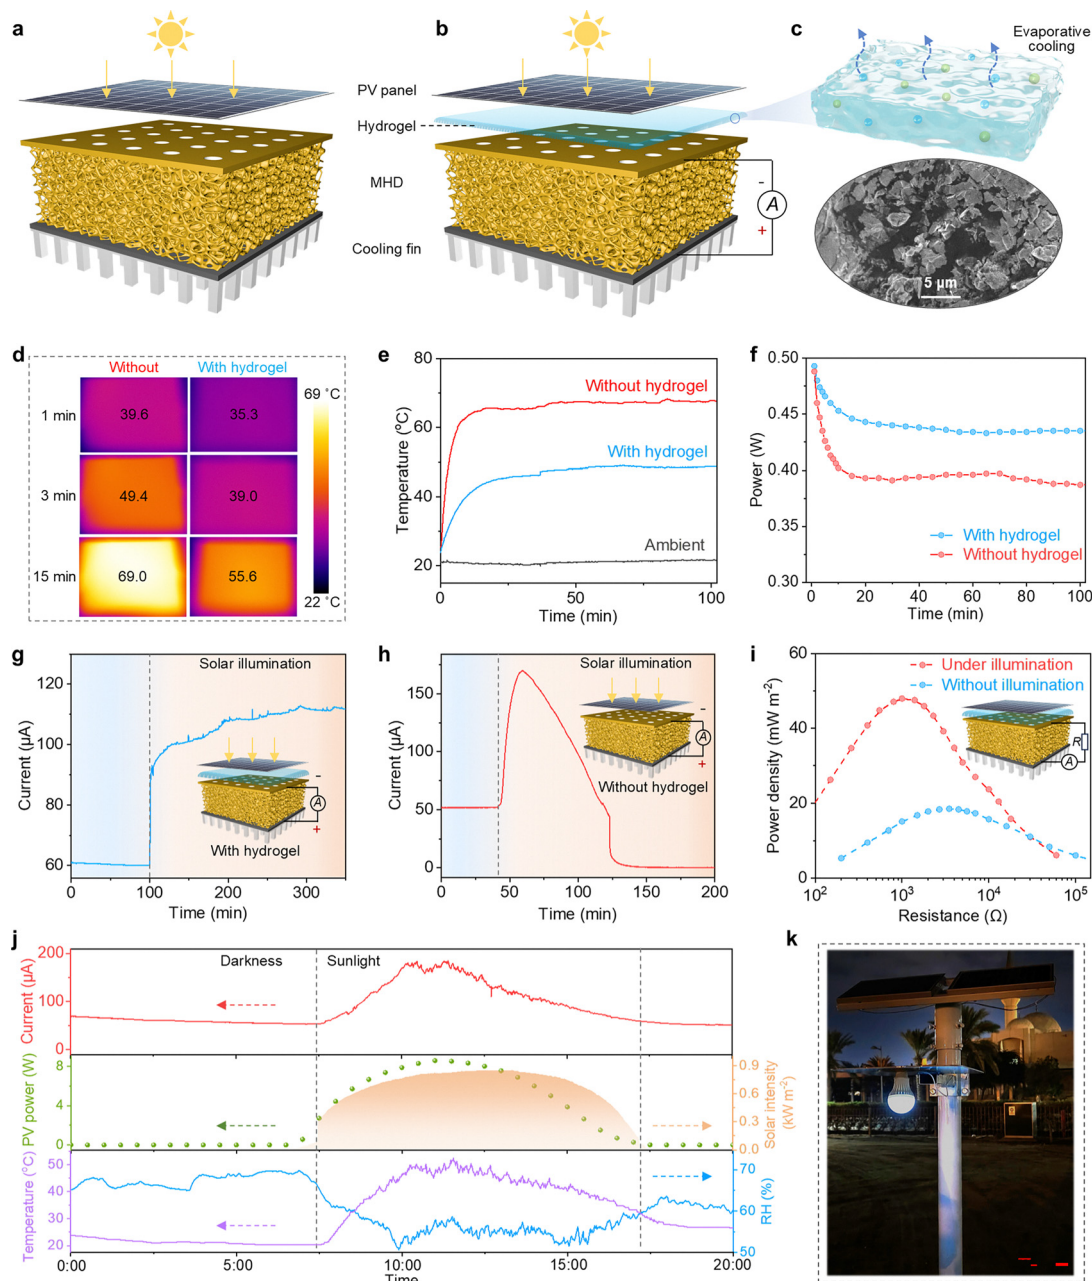 a
b
c
Evaporative
cooling
PV panel
Hydrogel
MHD
Cooling fin
-
A
+
5 µm
d
Without
With hydrogel
1 min
39.6
35.3
3 min
49.4
39.0
15 min
69.0
55.6
69 ˚C
22 ˚C
e
80
60
40
20
Temperature (°C)
Without hydrogel
With hydrogel
Ambient
0
50
100
Time (min)
f
0.50
0.45
0.40
0.35
0.30
Power (W)
With hydrogel
Without hydrogel
0
20
40
60
80
100
Time (min)
g
120
100
80
60
Current (µA)
Solar illumination
-
A
+
With hydrogel
0
100
200
300
Time (min)
h
150
100
50
0
Current (µA)
Solar illumination
-
A
+
Without hydrogel
0
50
100
150
200
Time (min)
i
60
40
20
0
Power density (mW m⁻²)
Under illumination
Without illumination
R
A
10²
10³
10⁴
10⁵
Resistance (Ω)
j
200
100
0
Current (µA)
Darkness
Sunlight
8
4
0
PV power (W)
0.9
0.6
0.3
0.0
Solar intensity
(kW m⁻²)
50
40
30
20
Temperature (°C)
70
60
50
RH (%)
0:00
5:00
10:00
15:00
20:00
Time
k